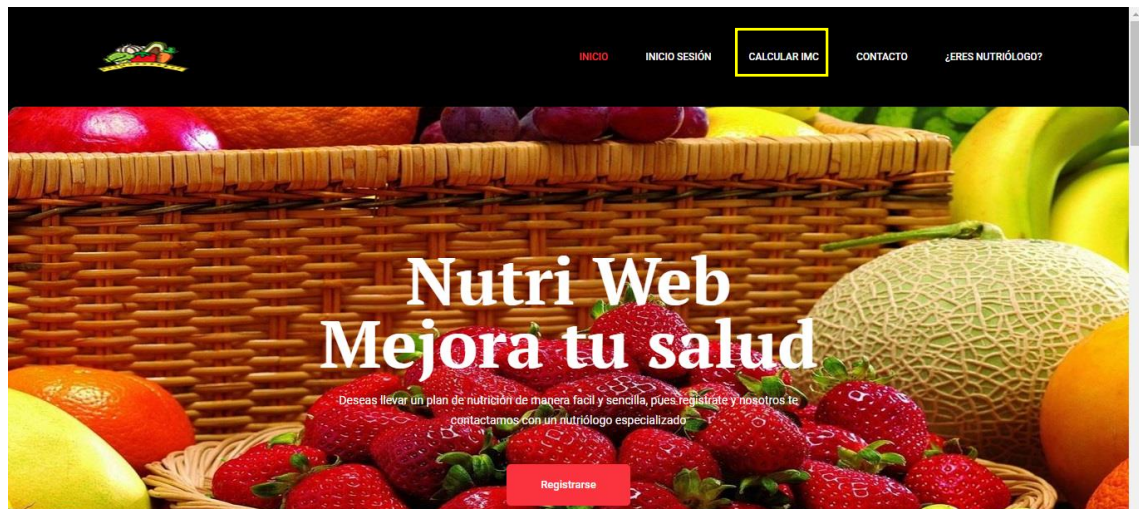 INICIO
INICIO SESIÓN
CALCULAR IMC
CONTACTO
¿ERES NUTRIÓLOGO?
Nutri Web
Mejora tu salud
Deseas llevar un plan de nutrición de manera facil y sencilla, pues registrate y nosotros te
contactamos con un nutriólogo especializado
Registrarse